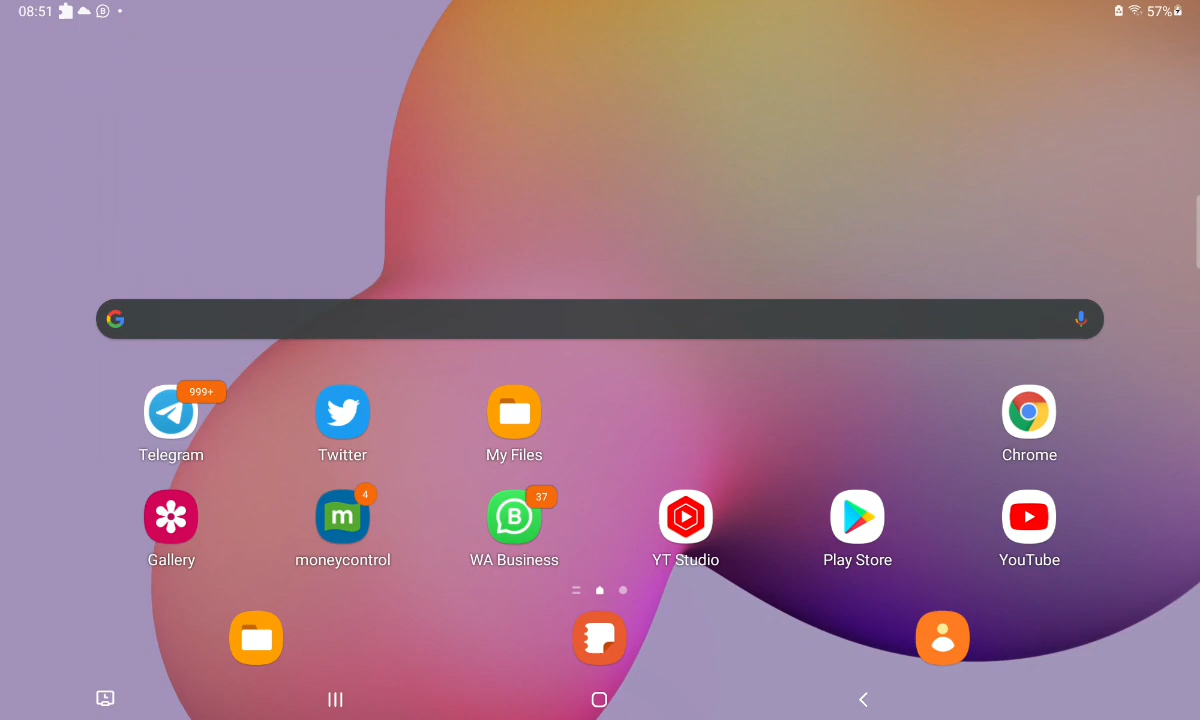 08:51 57%
999+
Telegram Twitter My Files Chrome
4 37
Gallery moneycontrol WA Business YT Studio Play Store YouTube